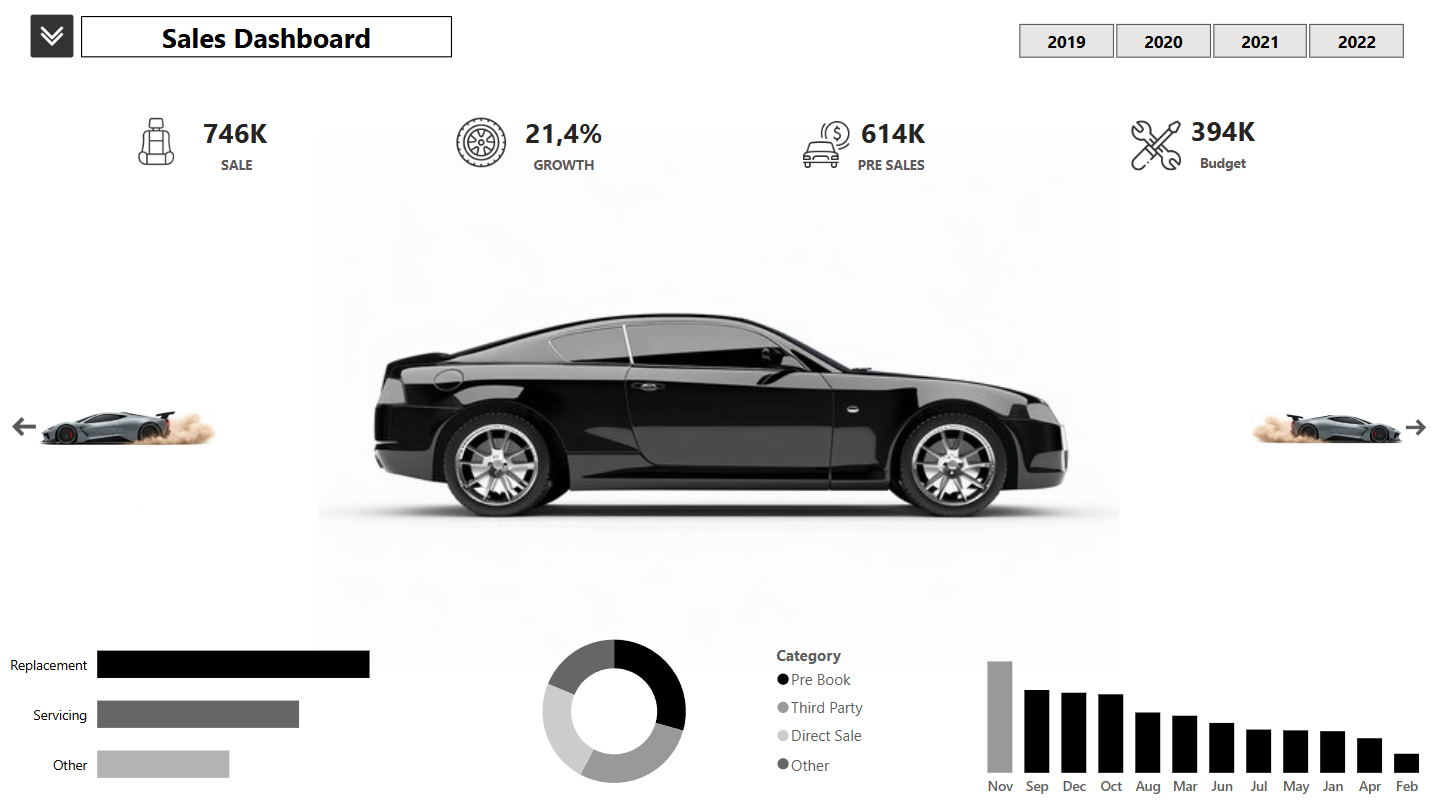 Sales Dashboard
2019 2020 2021 2022
746K 21,4% 614K 394K
SALE GROWTH PRE SALES Budget
Replacement
Servicing
Other
Category
Pre Book
Third Party
Direct Sale
Other
Nov Sep Dec Oct Aug Mar Jun Jul May Jan Apr Feb